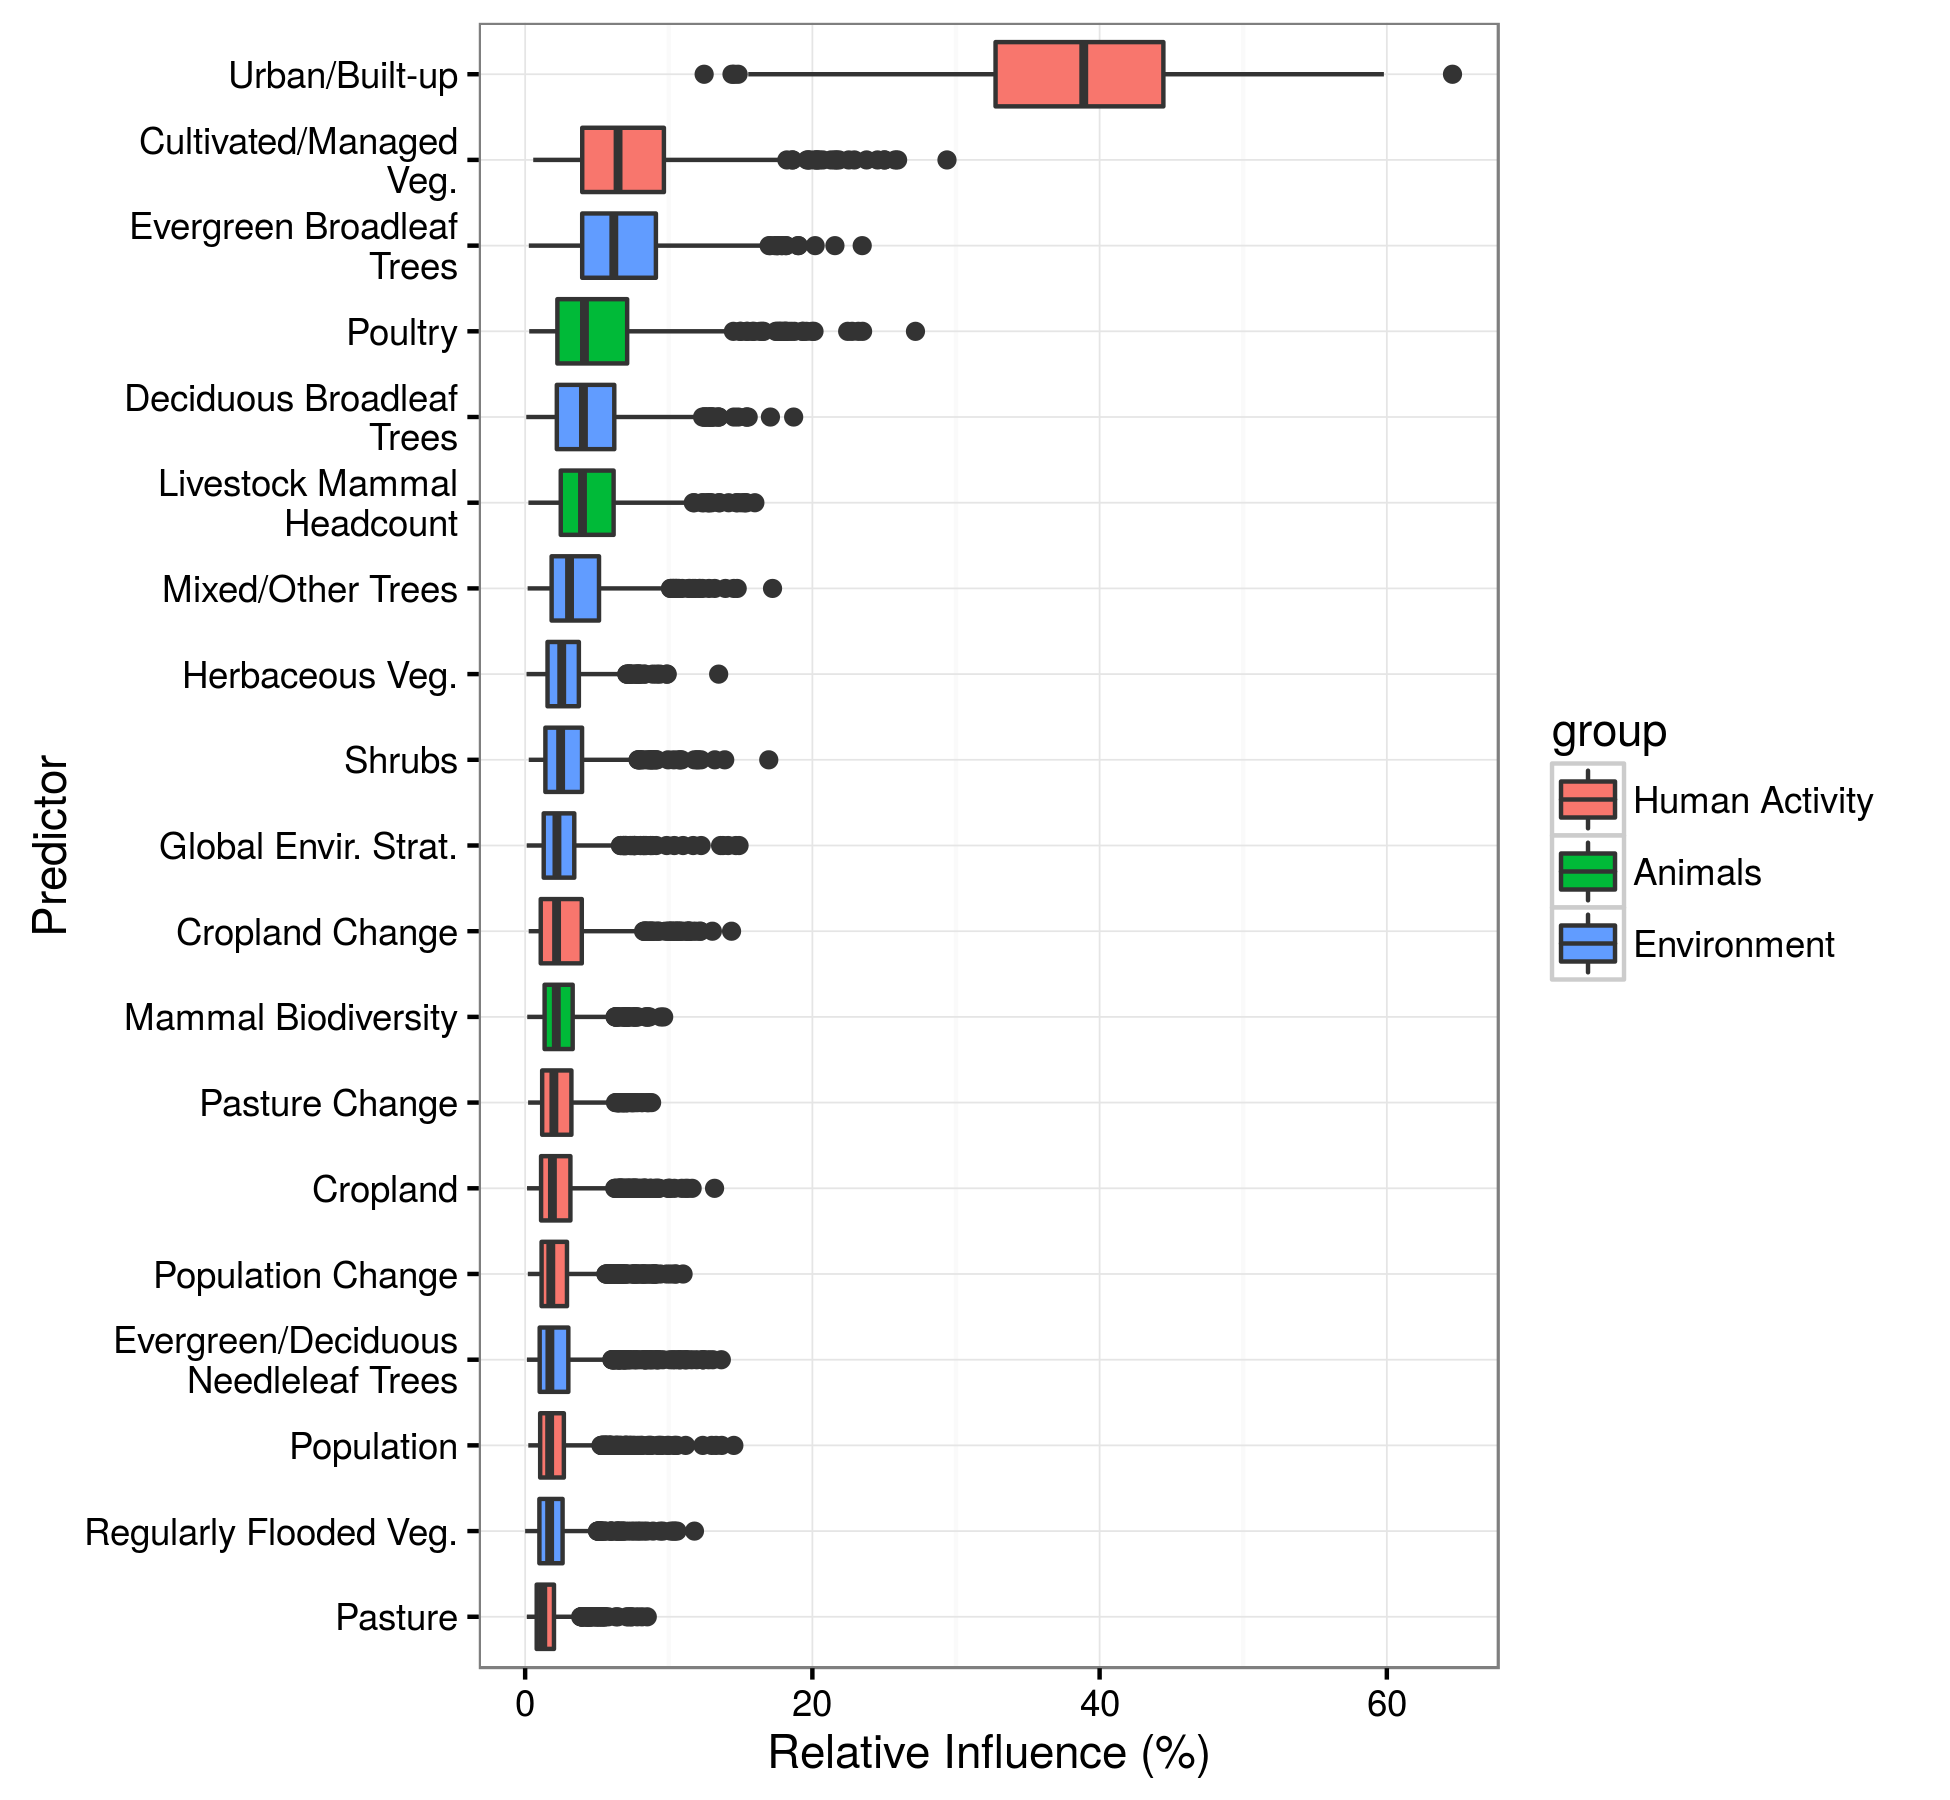 Urban/Built-up
Cultivated/Managed
Veg.
Evergreen Broadleaf
Trees
Poultry
Deciduous Broadleaf
Trees
Livestock Mammal
Headcount
Mixed/Other Trees
Herbaceous Veg.
Shrubs
Global Envir. Strat.
Cropland Change
Mammal Biodiversity
Pasture Change
Cropland
Population Change
Evergreen/Deciduous
Needleleaf Trees
Population
Regularly Flooded Veg.
Pasture
Predictor
0 20 40 60
Relative Influence (%)
group
Human Activity
Animals
Environment